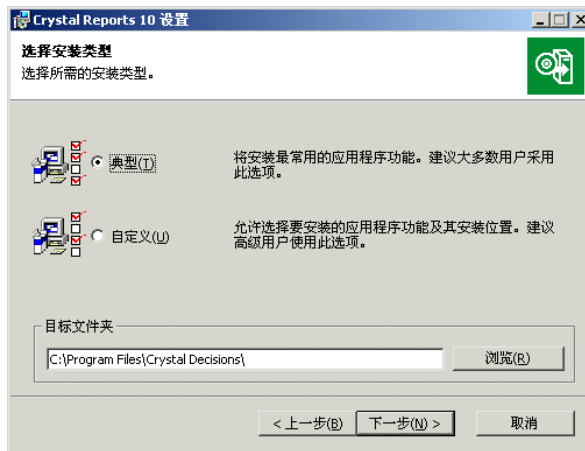 Crystal Reports 10 设置
选择安装类型
选择所需的安装类型。
典型(T)
将安装最常用的应用程序功能。建议大多数用户采用
此选项。
自定义(U)
允许选择要安装的应用程序功能及其安装位置。建议
高级用户使用此选项。
目标文件夹
C:\Program Files\Crystal Decisions\
浏览(R)
< 上一步(B)
下一步(N) >
取消